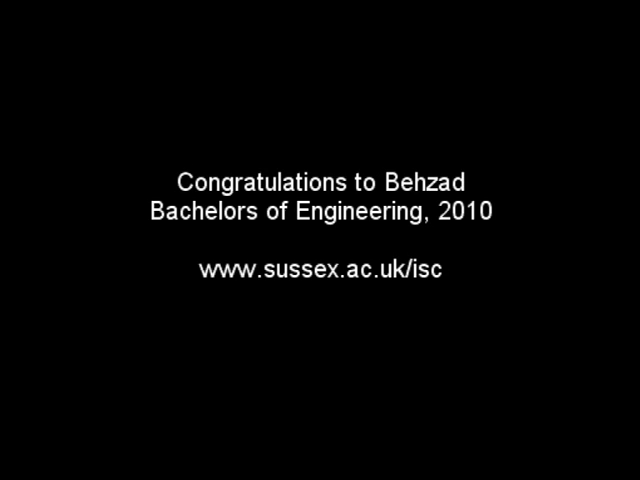 Congratulations to Behzad
Bachelors of Engineering, 2010
www.sussex.ac.uk/isc